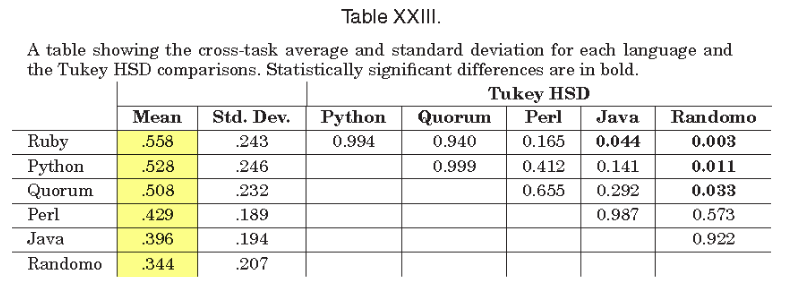 Table XXIII.
A table showing the cross-task average and standard deviation for each language and
the Tukey HSD comparisons. Statistically significant differences are in bold.
Tukey HSD
Mean Std. Dev. Python Quorum Perl Java Randomo
Ruby .558 .243 0.994 0.940 0.165 0.044 0.003
Python .528 .246 0.999 0.412 0.141 0.011
Quorum .508 .232 0.655 0.292 0.033
Perl .429 .189 0.987 0.573
Java .396 .194 0.922
Randomo .344 .207